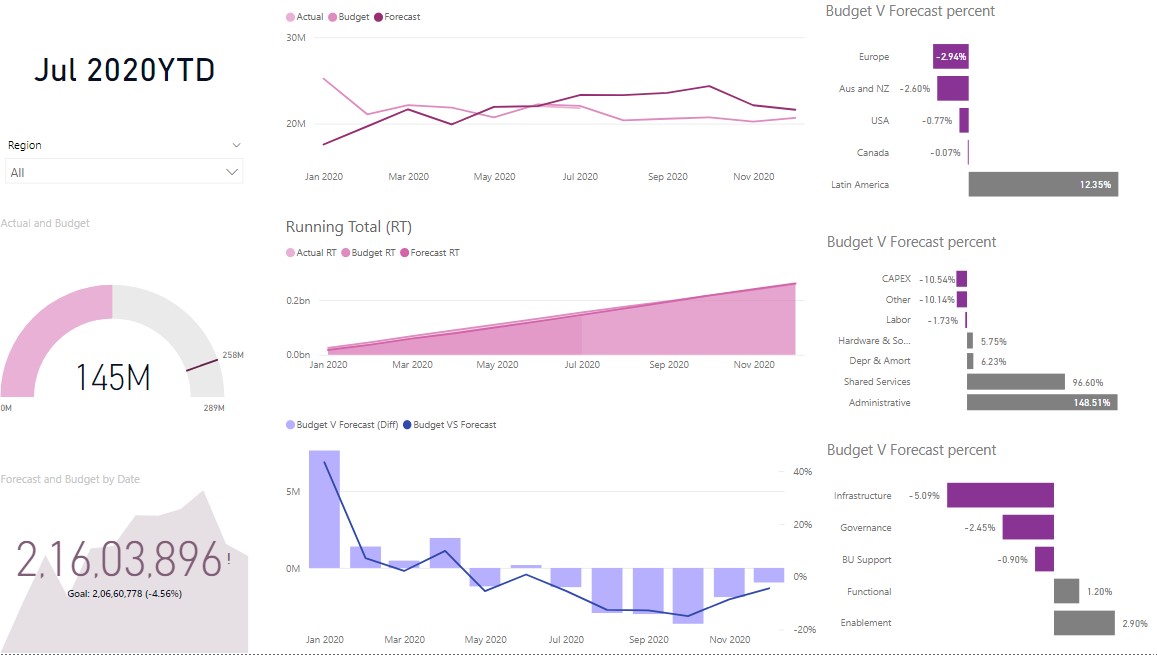 Jul 2020YTD
Region
All
Actual and Budget
145M
0M
258M
289M
Forecast and Budget by Date
2,16,03,896!
Goal: 2,06,60,778 (-4.56%)
Actual Budget Forecast
30M
20M
Jan 2020 Mar 2020 May 2020 Jul 2020 Sep 2020 Nov 2020
Running Total (RT)
Actual RT Budget RT Forecast RT
0.2bn
0.0bn
Jan 2020 Mar 2020 May 2020 Jul 2020 Sep 2020 Nov 2020
Budget V Forecast (Diff) Budget VS Forecast
5M
0M
40%
20%
0%
-20%
Jan 2020 Mar 2020 May 2020 Jul 2020 Sep 2020 Nov 2020
Budget V Forecast percent
Europe -2.94%
Aus and NZ -2.60%
USA -0.77%
Canada -0.07%
Latin America 12.35%
Budget V Forecast percent
CAPEX -10.54%
Other -10.14%
Labor -1.73%
Hardware & So... 5.75%
Depr & Amort 6.23%
Shared Services 96.60%
Administrative 148.51%
Budget V Forecast percent
Infrastructure -5.09%
Governance -2.45%
BU Support -0.90%
Functional 1.20%
Enablement 2.90%